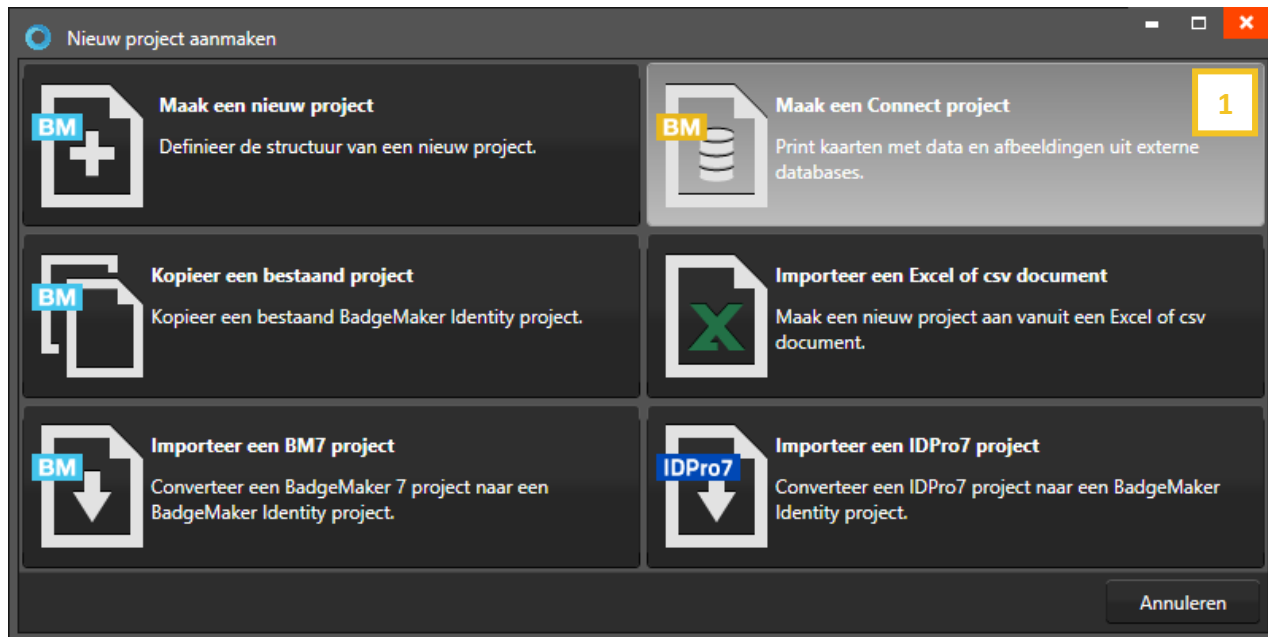 Nieuw project aanmaken
BM
Maak een nieuw project
Definieer de structuur van een nieuw project.
BM
Maak een Connect project
Print kaarten met data en afbeeldingen uit externe
databases.
1
BM
Kopieer een bestaand project
Kopieer een bestaand BadgeMaker Identity project.
X
Importeer een Excel of csv document
Maak een nieuw project aan vanuit een Excel of csv
document.
BM
Importeer een BM7 project
Converteer een BadgeMaker 7 project naar een
BadgeMaker Identity project.
IDPro7
Importeer een IDPro7 project
Converteer een IDPro7 project naar een BadgeMaker
Identity project.
Annuleren